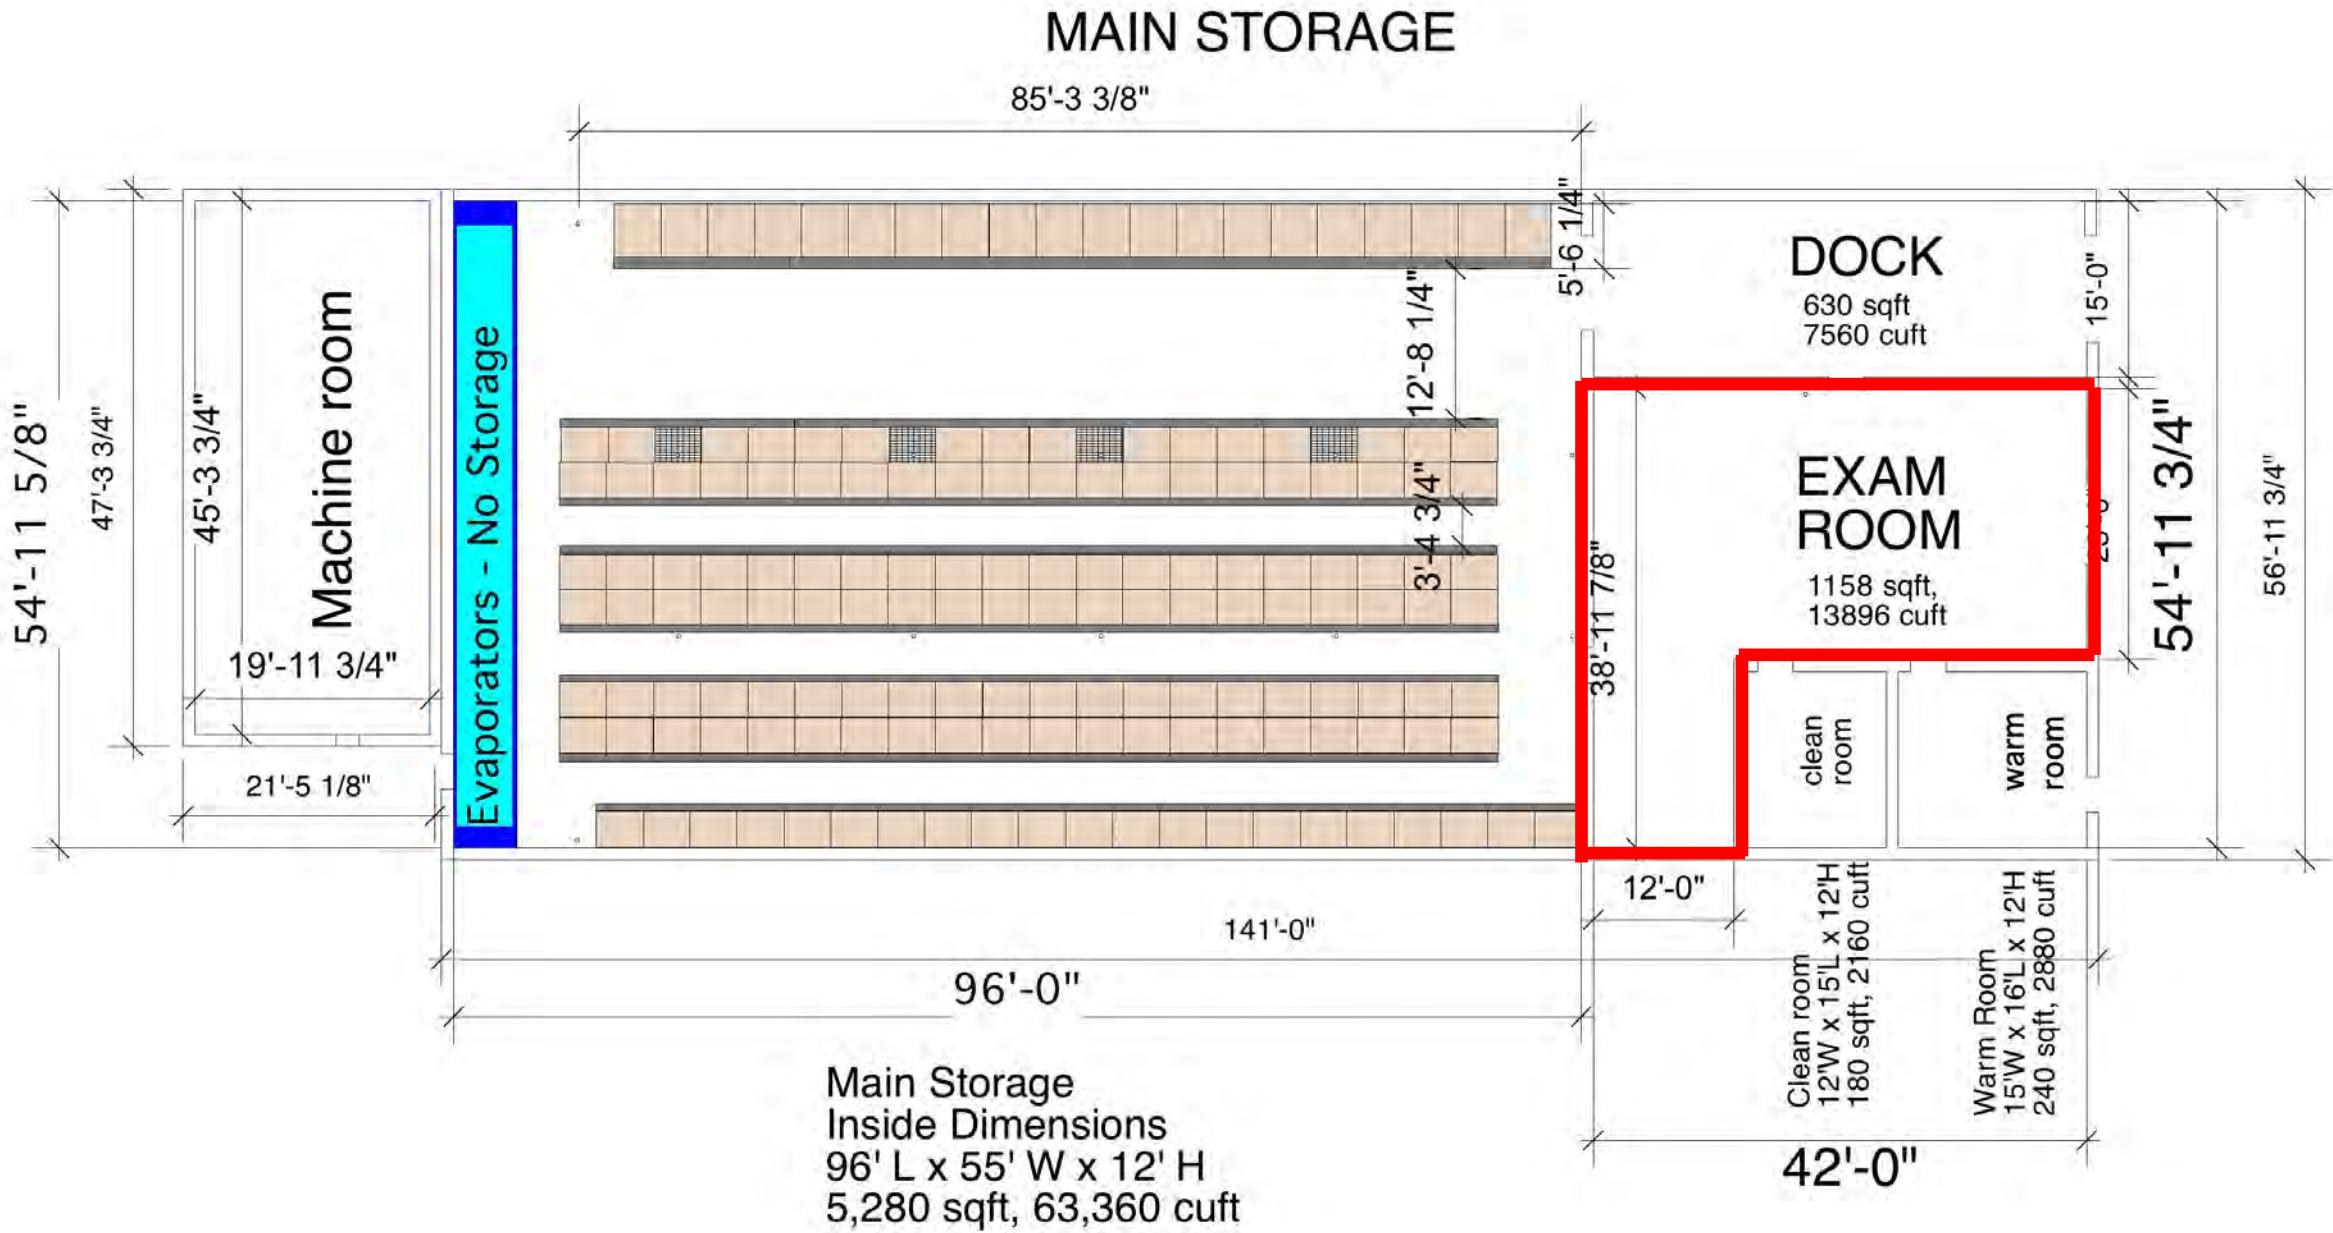 MAIN STORAGE
85'-3 3/8"
54'-11 5/8"
47'-3 3/4"
45'-3 3/4"
Machine room
19'-11 3/4"
21'-5 1/8"
Evaporators - No Storage
5'-6 1/4"
12'-8 1/4"
3'-4 3/4"
38'-11 7/8"
DOCK
630 sqft
7560 cuft
15'-0"
EXAM
ROOM
1158 sqft,
13896 cuft
54'-11 3/4"
56'-11 3/4"
clean
room
warm
room
12'-0"
141'-0"
96'-0"
Clean room
12'W x 15'L x 12'H
180 sqft, 2160 cuft
Warm Room
15'W x 16'L x 12'H
240 sqft, 2880 cuft
42'-0"
Main Storage
Inside Dimensions
96' L x 55' W x 12' H
5,280 sqft, 63,360 cuft